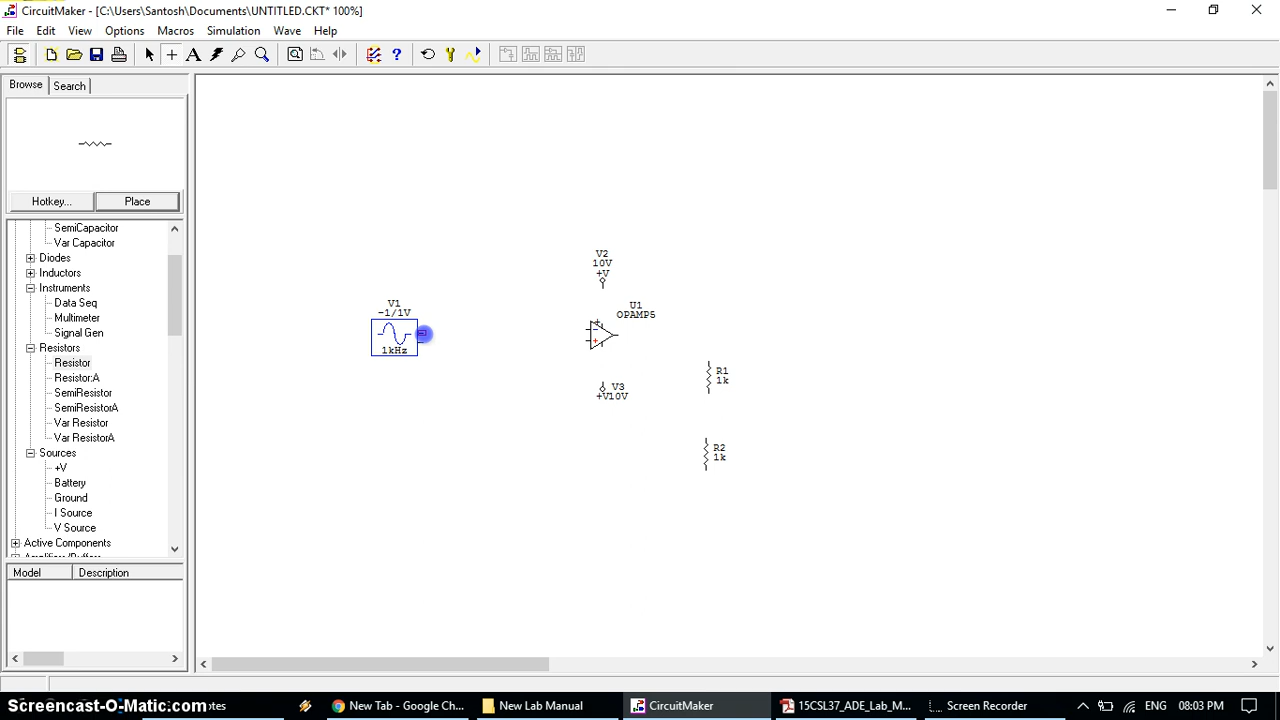 CircuitMaker - [C:\Users\Santosh\Documents\UNTITLED.CKT* 100%]
File Edit View Options Macros Simulation Wave Help
Browse Search
Hotkey... Place
SemiCapacitor
Var Capacitor
Diodes
Inductors
Instruments
Data Seq
Multimeter
Signal Gen
Resistors
Resistor
Resistor:A
SemiResistor
SemiResistorA
Var Resistor
Var ResistorA
Sources
+V
Battery
Ground
I Source
V Source
Active Components
Model Description
V1
-1/1V
1kHz
V2
10V
+V
U1
OPAMP5
V3
+V10V
R1
1k
R2
1k
Screencast-O-Matic.com
New Tab - Google Ch... New Lab Manual CircuitMaker 15CSL37_ADE_Lab_M... Screen Recorder ENG 08:03 PM